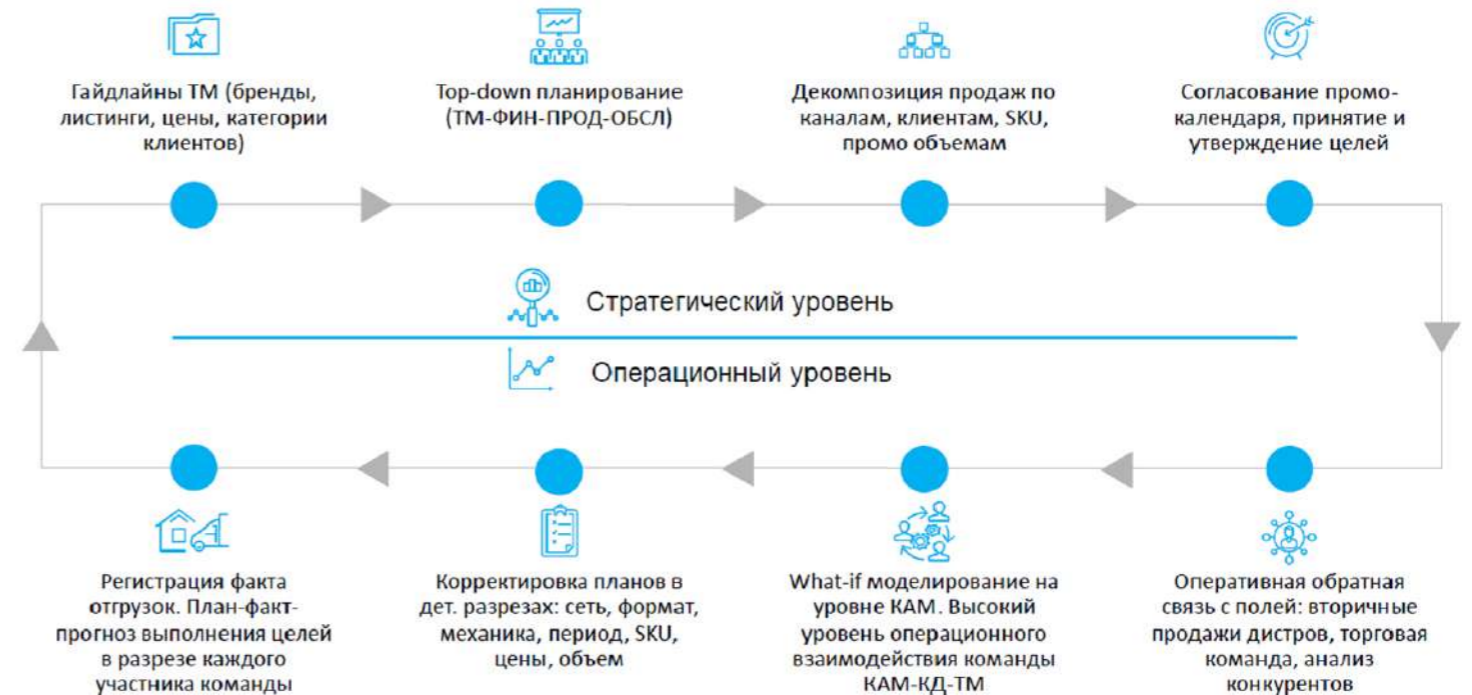 Гайдлайны ТМ (бренды,
листинги, цены, категории
клиентов)
Top-down планирование
(ТМ-ФИН-ПРОД-ОБСЛ)
Декомпозиция продаж по
каналам, клиентам, SKU,
промо объемам
Согласование промо-
календаря, принятие и
утверждение целей
Стратегический уровень
Операционный уровень
Регистрация факта
отгрузок. План-факт-
прогноз выполнения целей
в разрезе каждого
участника команды
Корректировка планов в
дет. разрезах: сеть, формат,
механика, период, SKU,
цены, объем
What-if моделирование на
уровне КАМ. Высокий
уровень операционного
взаимодействия команды
КАМ-КД-ТМ
Оперативная обратная
связь с полей: вторичные
продажи дистров, торговая
команда, анализ
конкурентов